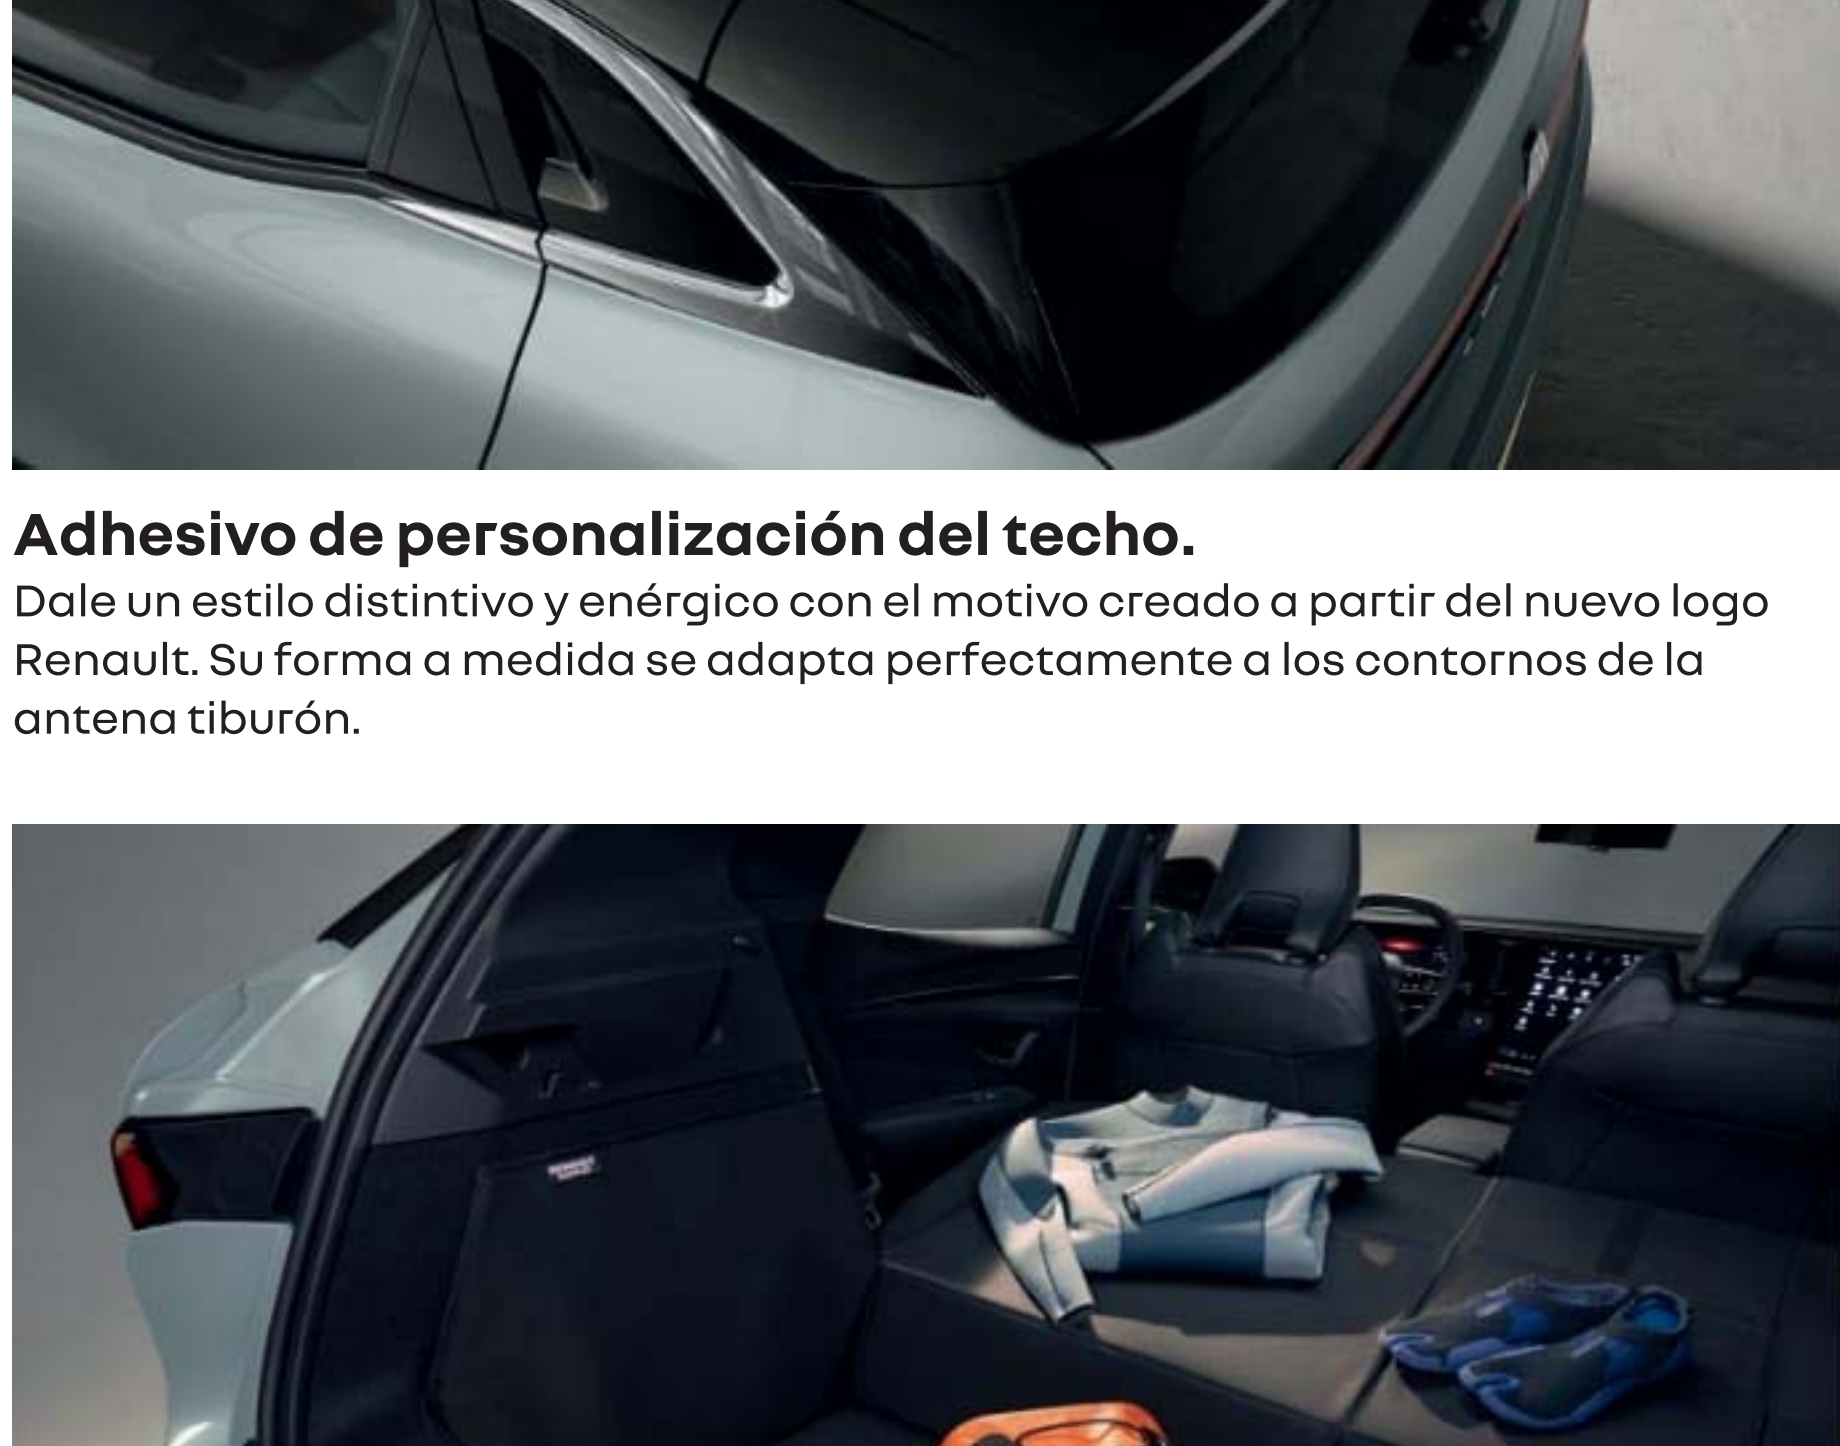 Adhesivo de personalización del techo.
Dale un estilo distintivo y enérgico con el motivo creado a partir del nuevo logo
Renault. Su forma a medida se adapta perfectamente a los contornos de la
antena tiburón.